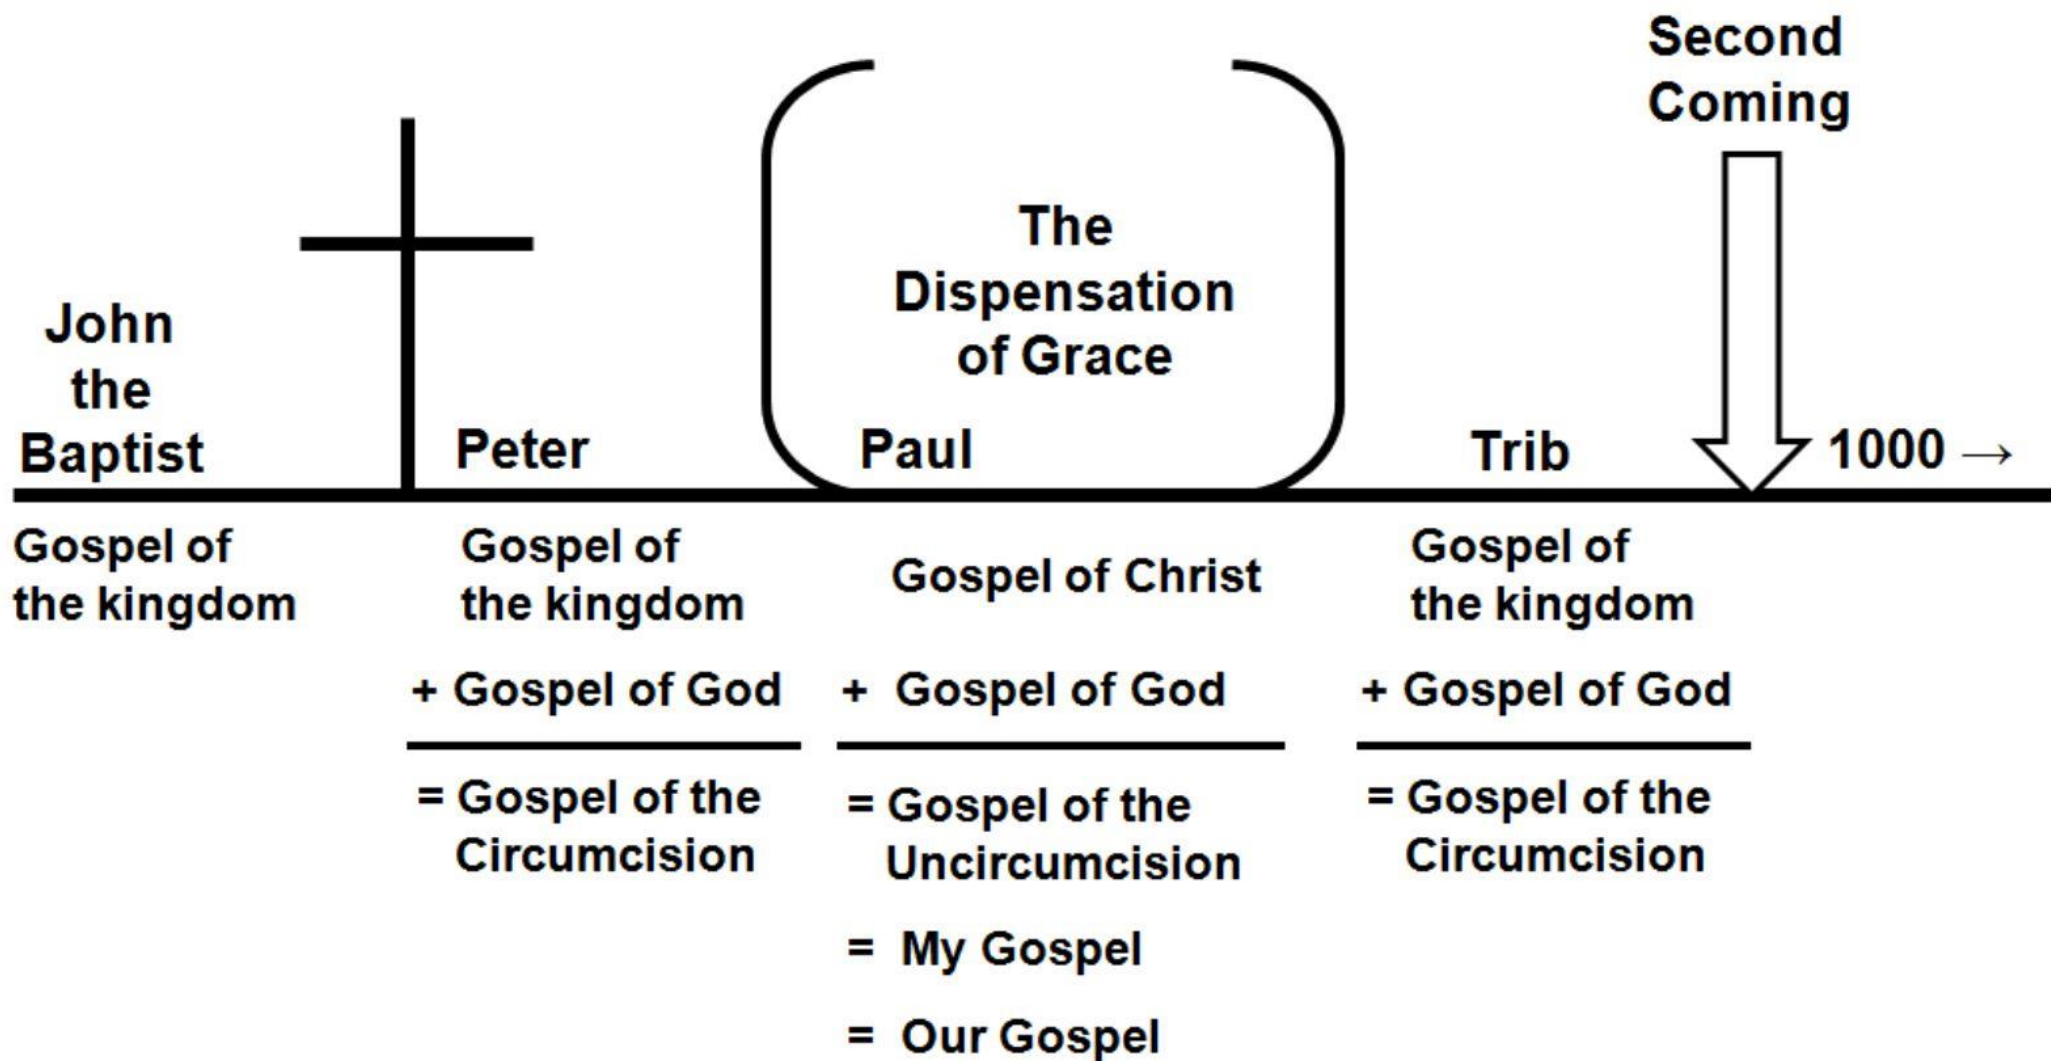 Second
Coming
The
Dispensation
of Grace
John
the
Baptist
Peter
Paul
Trib
1000 →
Gospel of
the kingdom
Gospel of
the kingdom
+ Gospel of God
= Gospel of the
Circumcision
Gospel of Christ
+ Gospel of God
= Gospel of the
Uncircumcision
= My Gospel
= Our Gospel
Gospel of
the kingdom
+ Gospel of God
= Gospel of the
Circumcision